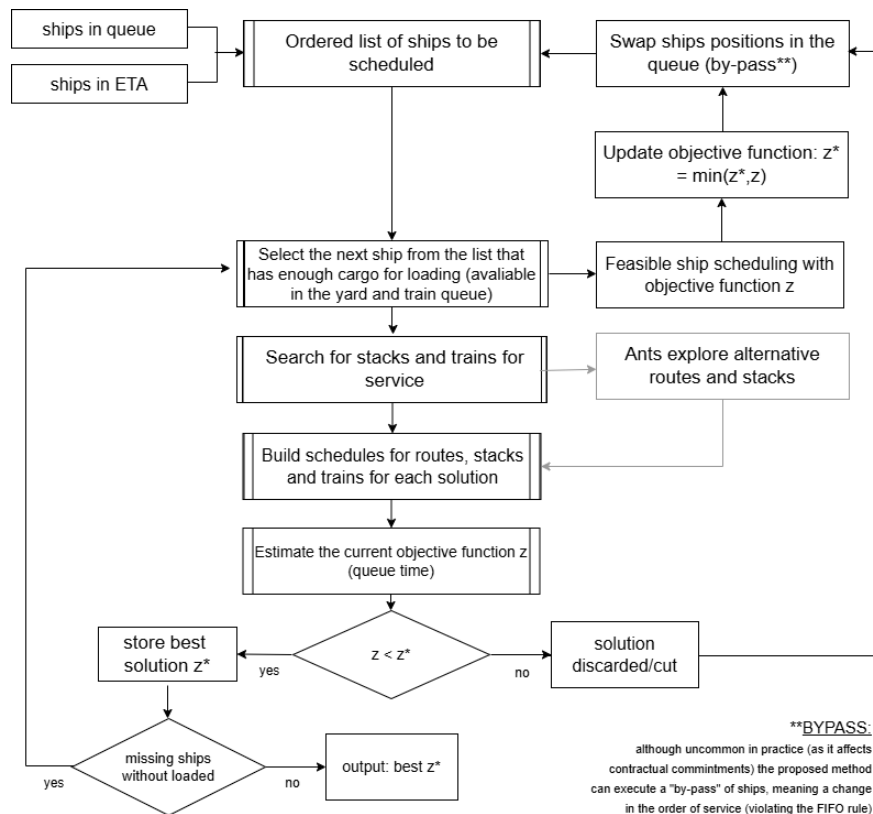 ships in queue
ships in ETA
Ordered list of ships to be
scheduled
Swap ships positions in the
queue (by-pass**)
Update objective function: z*
= min(z*,z)
Select the next ship from the list that
has enough cargo for loading (avaliable
in the yard and train queue)
Feasible ship scheduling with
objective function z
Search for stacks and trains for
service
Ants explore alternative
routes and stacks
Build schedules for routes, stacks
and trains for each solution
Estimate the current objective function z
(queue time)
z < z*
yes
no
store best
solution z*
solution
discarded/cut
missing ships
without loaded
yes
no
output: best z*
**BYPASS:
although uncommon in practice (as it affects
contractual commintments) the proposed method
can execute a "by-pass" of ships, meaning a change
in the order of service (violating the FIFO rule)